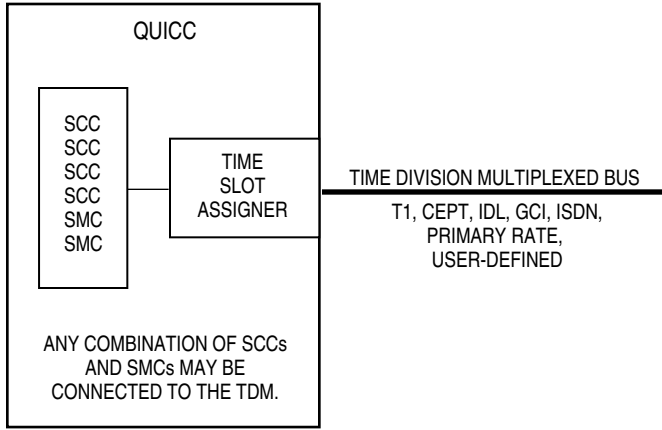 QUICC
SCC
SCC
SCC
SCC
SMC
SMC
TIME
SLOT
ASSIGNER
TIME DIVISION MULTIPLEXED BUS
T1, CEPT, IDL, GCI, ISDN,
PRIMARY RATE,
USER-DEFINED
ANY COMBINATION OF SCCs
AND SMCs MAY BE
CONNECTED TO THE TDM.